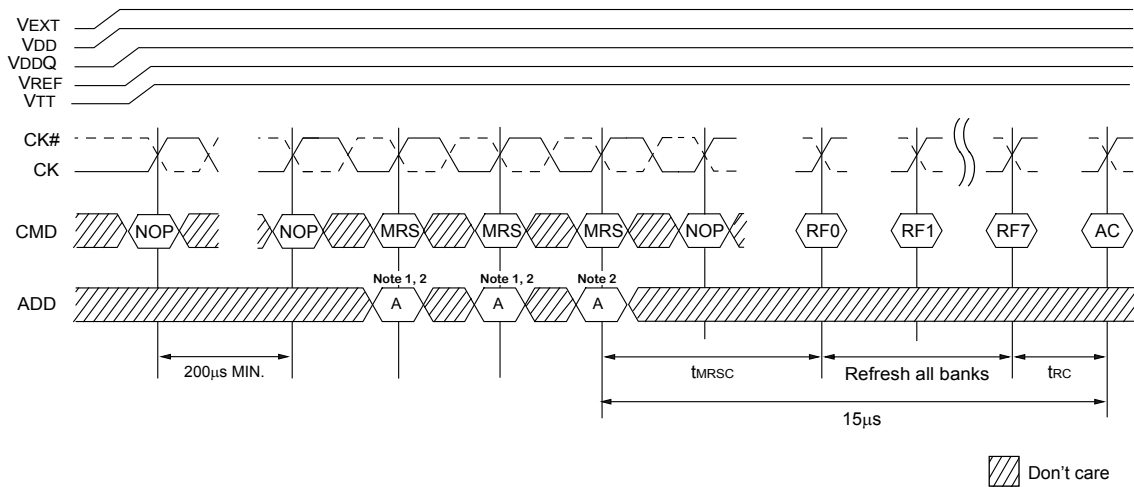 VEXT
VDD
VDDQ
VREF
VTT
CK#
CK
CMD NOP NOP MRS MRS MRS NOP RF0 RF1 RF7 AC
Note 1, 2 Note 1, 2 Note 2
ADD A A A
200μs MIN. tMRSC Refresh all banks tRC
15μs
Don't care